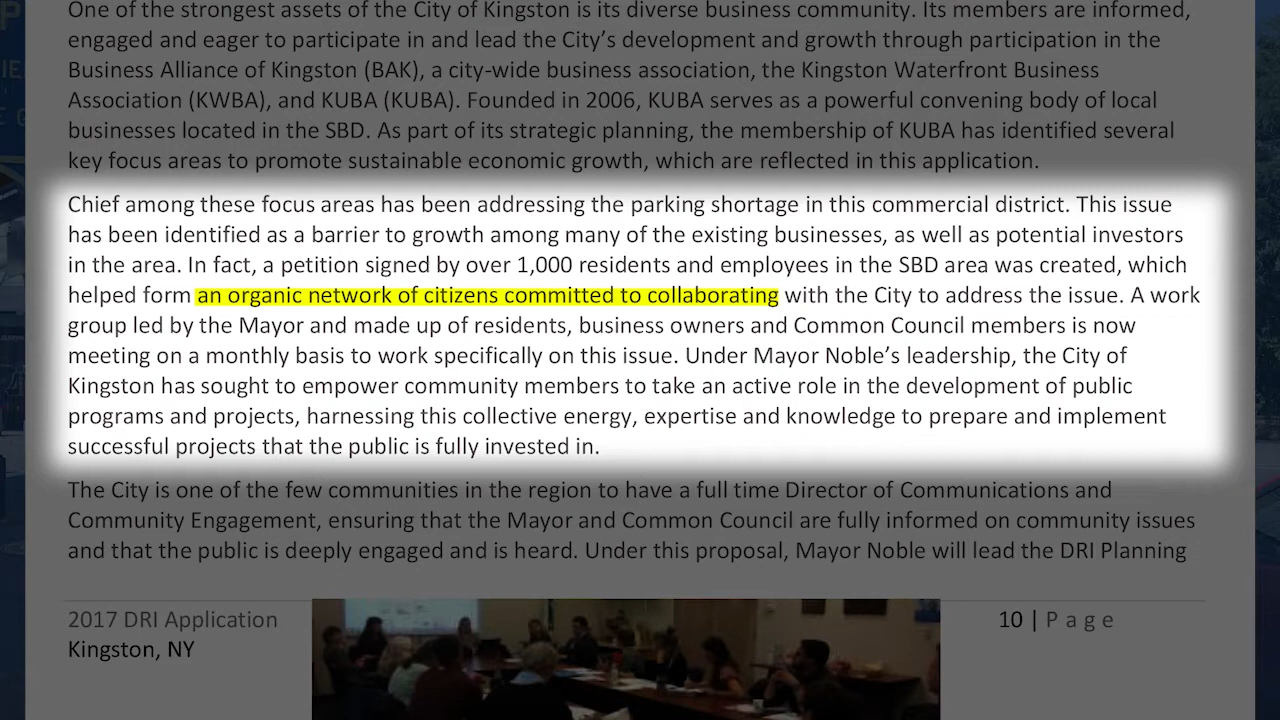 One of the strongest assets of the City of Kingston is its diverse business community. Its members are informed,
engaged and eager to participate in and lead the City’s development and growth through participation in the
Business Alliance of Kingston (BAK), a city-wide business association, the Kingston Waterfront Business
Association (KWBA), and KUBA (KUBA). Founded in 2006, KUBA serves as a powerful convening body of local
businesses located in the SBD. As part of its strategic planning, the membership of KUBA has identified several
key focus areas to promote sustainable economic growth, which are reflected in this application.
Chief among these focus areas has been addressing the parking shortage in this commercial district. This issue
has been identified as a barrier to growth among many of the existing businesses, as well as potential investors
in the area. In fact, a petition signed by over 1,000 residents and employees in the SBD area was created, which
helped form an organic network of citizens committed to collaborating with the City to address the issue. A work
group led by the Mayor and made up of residents, business owners and Common Council members is now
meeting on a monthly basis to work specifically on this issue. Under Mayor Noble’s leadership, the City of
Kingston has sought to empower community members to take an active role in the development of public
programs and projects, harnessing this collective energy, expertise and knowledge to prepare and implement
successful projects that the public is fully invested in.
The City is one of the few communities in the region to have a full time Director of Communications and
Community Engagement, ensuring that the Mayor and Common Council are fully informed on community issues
and that the public is deeply engaged and is heard. Under this proposal, Mayor Noble will lead the DRI Planning
2017 DRI Application
Kingston, NY
10 | P a g e